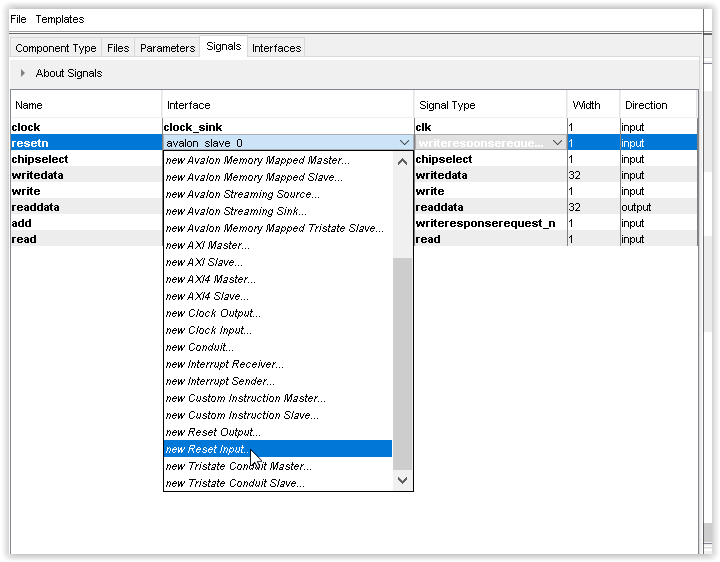 File Templates
Component Type Files Parameters Signals Interfaces
About Signals
Name Interface Signal Type Width Direction
clock clock_sink clk 1 input
resetn avalon_slave_0 writeresponsereque... 1 input
chipselect new Avalon Memory Mapped Master... chipselect 1 input
writedata new Avalon Memory Mapped Slave... writedata 32 input
write new Avalon Streaming Source... write 1 input
readdata new Avalon Streaming Sink... readdata 32 output
add new Avalon Memory Mapped Tristate Slave... writeresponserequest_n 1 input
read new AXI Master... read 1 input
new AXI Slave...
new AXI4 Master...
new AXI4 Slave...
new Clock Output...
new Clock Input...
new Conduit...
new Interrupt Receiver...
new Interrupt Sender...
new Custom Instruction Master...
new Custom Instruction Slave...
new Reset Output...
new Reset Input...
new Tristate Conduit Master...
new Tristate Conduit Slave...